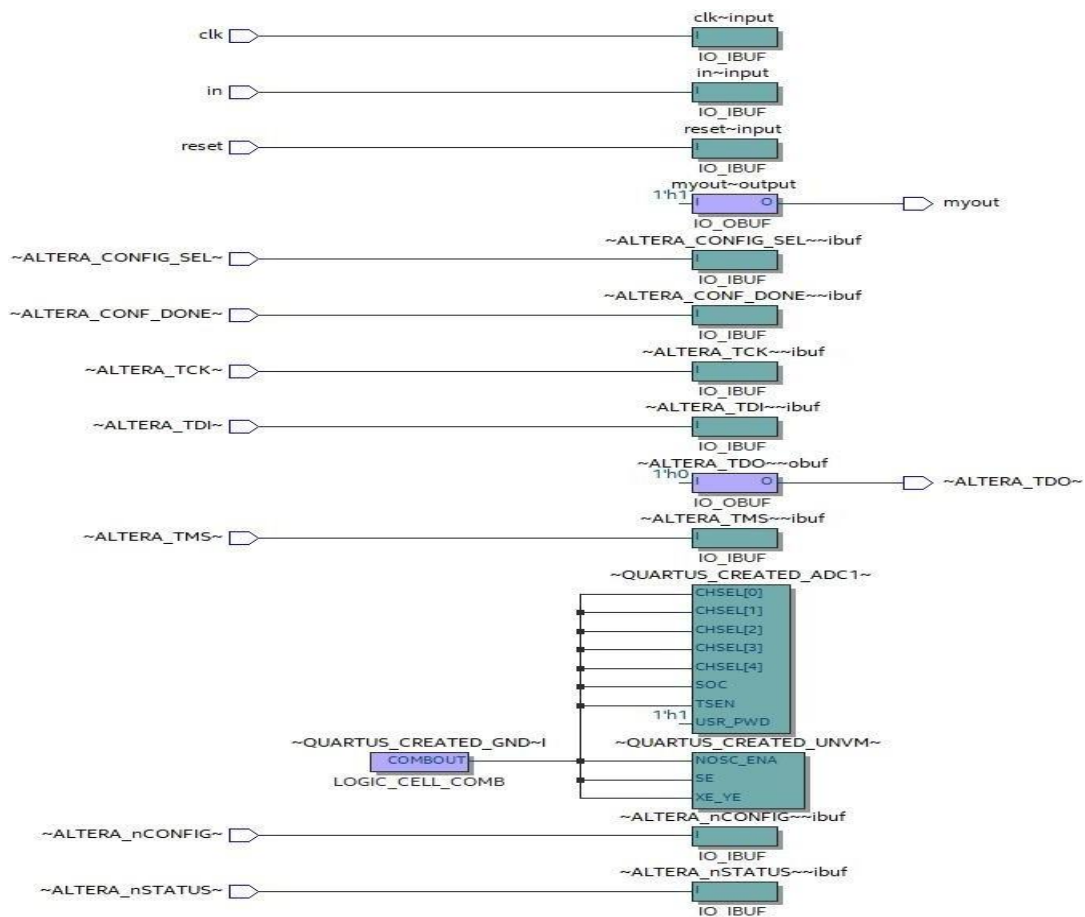 clk~input
clk
I
IO_IBUF
in~input
in
I
IO_IBUF
reset~input
reset
I
IO_IBUF
myout~output
1'h1
I
O
myout
IO_OBUF
~ALTERA_CONFIG_SEL~~ibuf
~ALTERA_CONFIG_SEL~
I
IO_IBUF
~ALTERA_CONF_DONE~~ibuf
~ALTERA_CONF_DONE~
I
IO_IBUF
~ALTERA_TCK~~ibuf
~ALTERA_TCK~
I
IO_IBUF
~ALTERA_TDI~~ibuf
~ALTERA_TDI~
I
IO_IBUF
~ALTERA_TDO~~obuf
1'h0
I
O
~ALTERA_TDO~
IO_OBUF
~ALTERA_TMS~~ibuf
~ALTERA_TMS~
I
IO_IBUF
~QUARTUS_CREATED_ADC1~
CHSEL[0]
CHSEL[1]
CHSEL[2]
CHSEL[3]
CHSEL[4]
SOC
TSEN
1'h1
USR_PWD
~QUARTUS_CREATED_GND~I
COMBOUT
LOGIC_CELL_COMB
~QUARTUS_CREATED_UNVM~
NOSC_ENA
SE
XE_YE
~ALTERA_nCONFIG~~ibuf
~ALTERA_nCONFIG~
I
IO_IBUF
~ALTERA_nSTATUS~~ibuf
~ALTERA_nSTATUS~
I
IO_IBUF